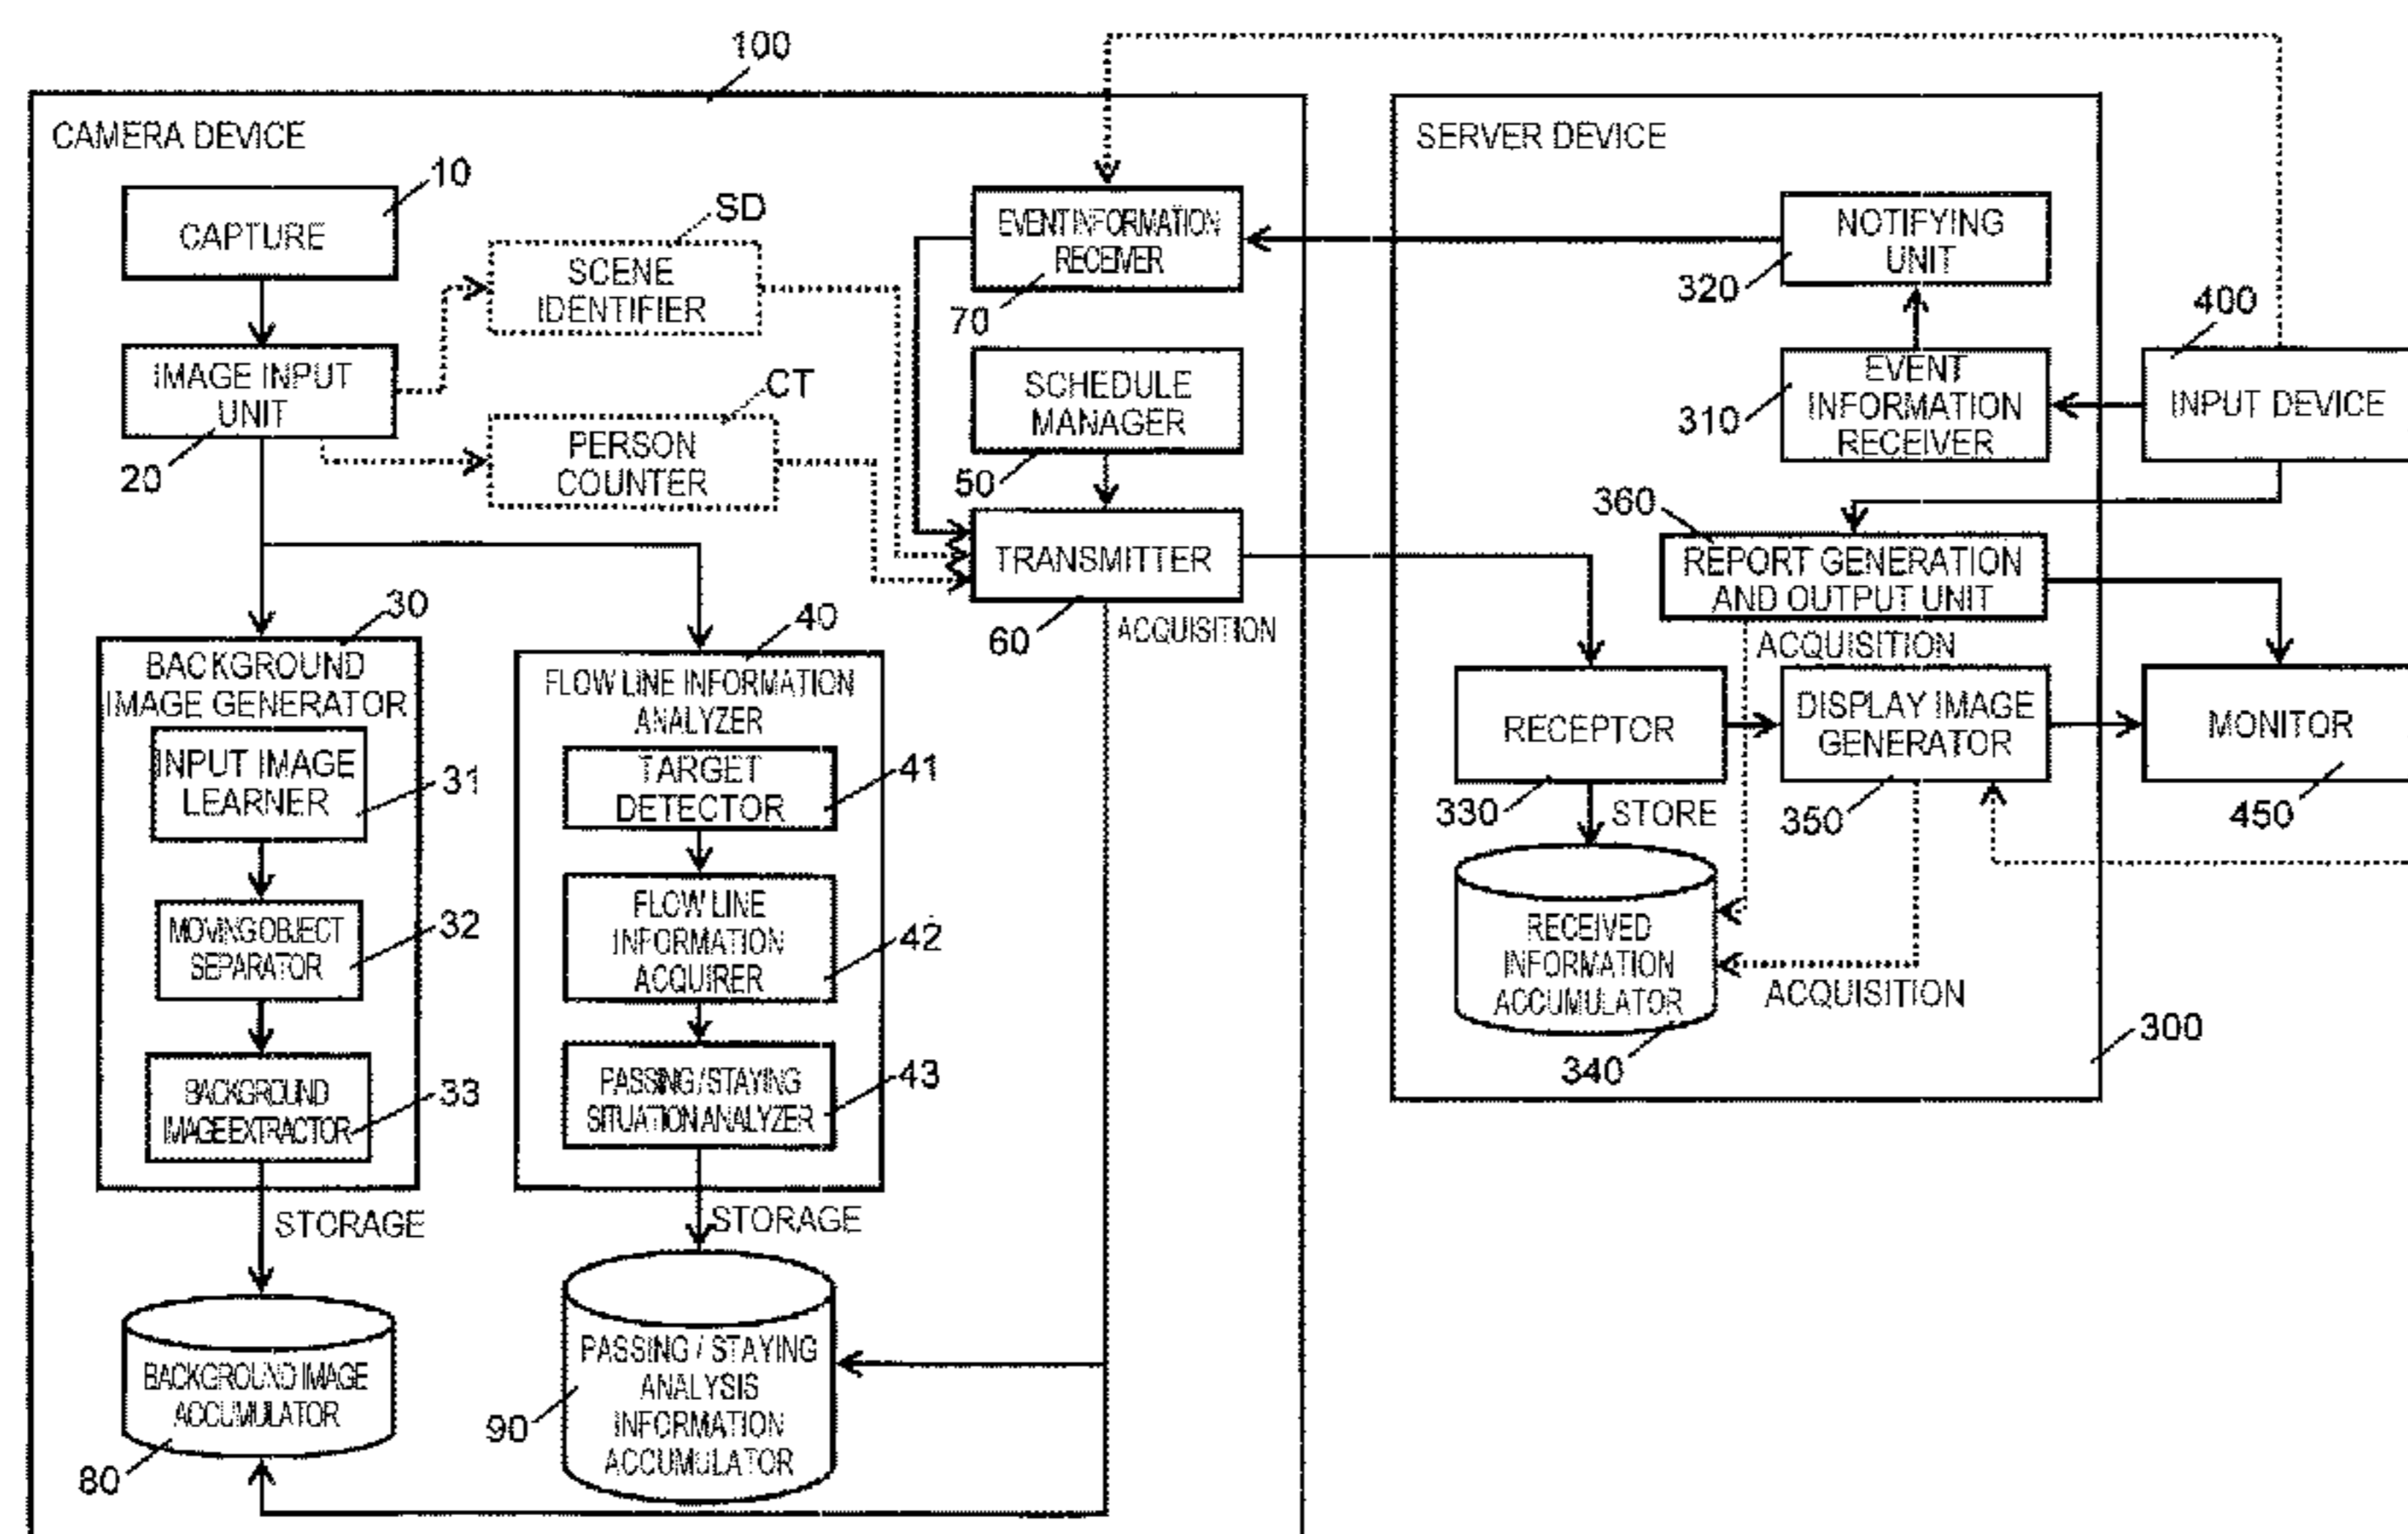 100
CAMERA DEVICE
10
CAPTURE
SD
SCENE
IDENTIFIER
IMAGE INPUT
UNIT
20
CT
PERSON
COUNTER
EVENT INFORMATION
RECEIVER
70
SCHEDULE
MANAGER
50
TRANSMITTER
60
ACQUISITION
30
BACKGROUND
IMAGE GENERATOR
INPUT IMAGE
LEARNER
31
MOVING OBJECT
SEPARATOR
32
BACKGROUND
IMAGE EXTRACTOR
33
STORAGE
BACKGROUND IMAGE
ACCUMULATOR
80
40
FLOW LINE INFORMATION
ANALYZER
TARGET
DETECTOR
41
FLOW LINE
INFORMATION
ACQUIRER
42
PASSING / STAYING
SITUATION ANALYZER
43
STORAGE
PASSING / STAYING
ANALYSIS
INFORMATION
ACCUMULATOR
90
SERVER DEVICE
NOTIFYING
UNIT
320
EVENT
INFORMATION
RECEIVER
310
400
INPUT DEVICE
360
REPORT GENERATION
AND OUTPUT UNIT
ACQUISITION
RECEPTOR
330
STORE
DISPLAY IMAGE
GENERATOR
350
MONITOR
450
RECEIVED
INFORMATION
ACCUMULATOR
340
ACQUISITION
300